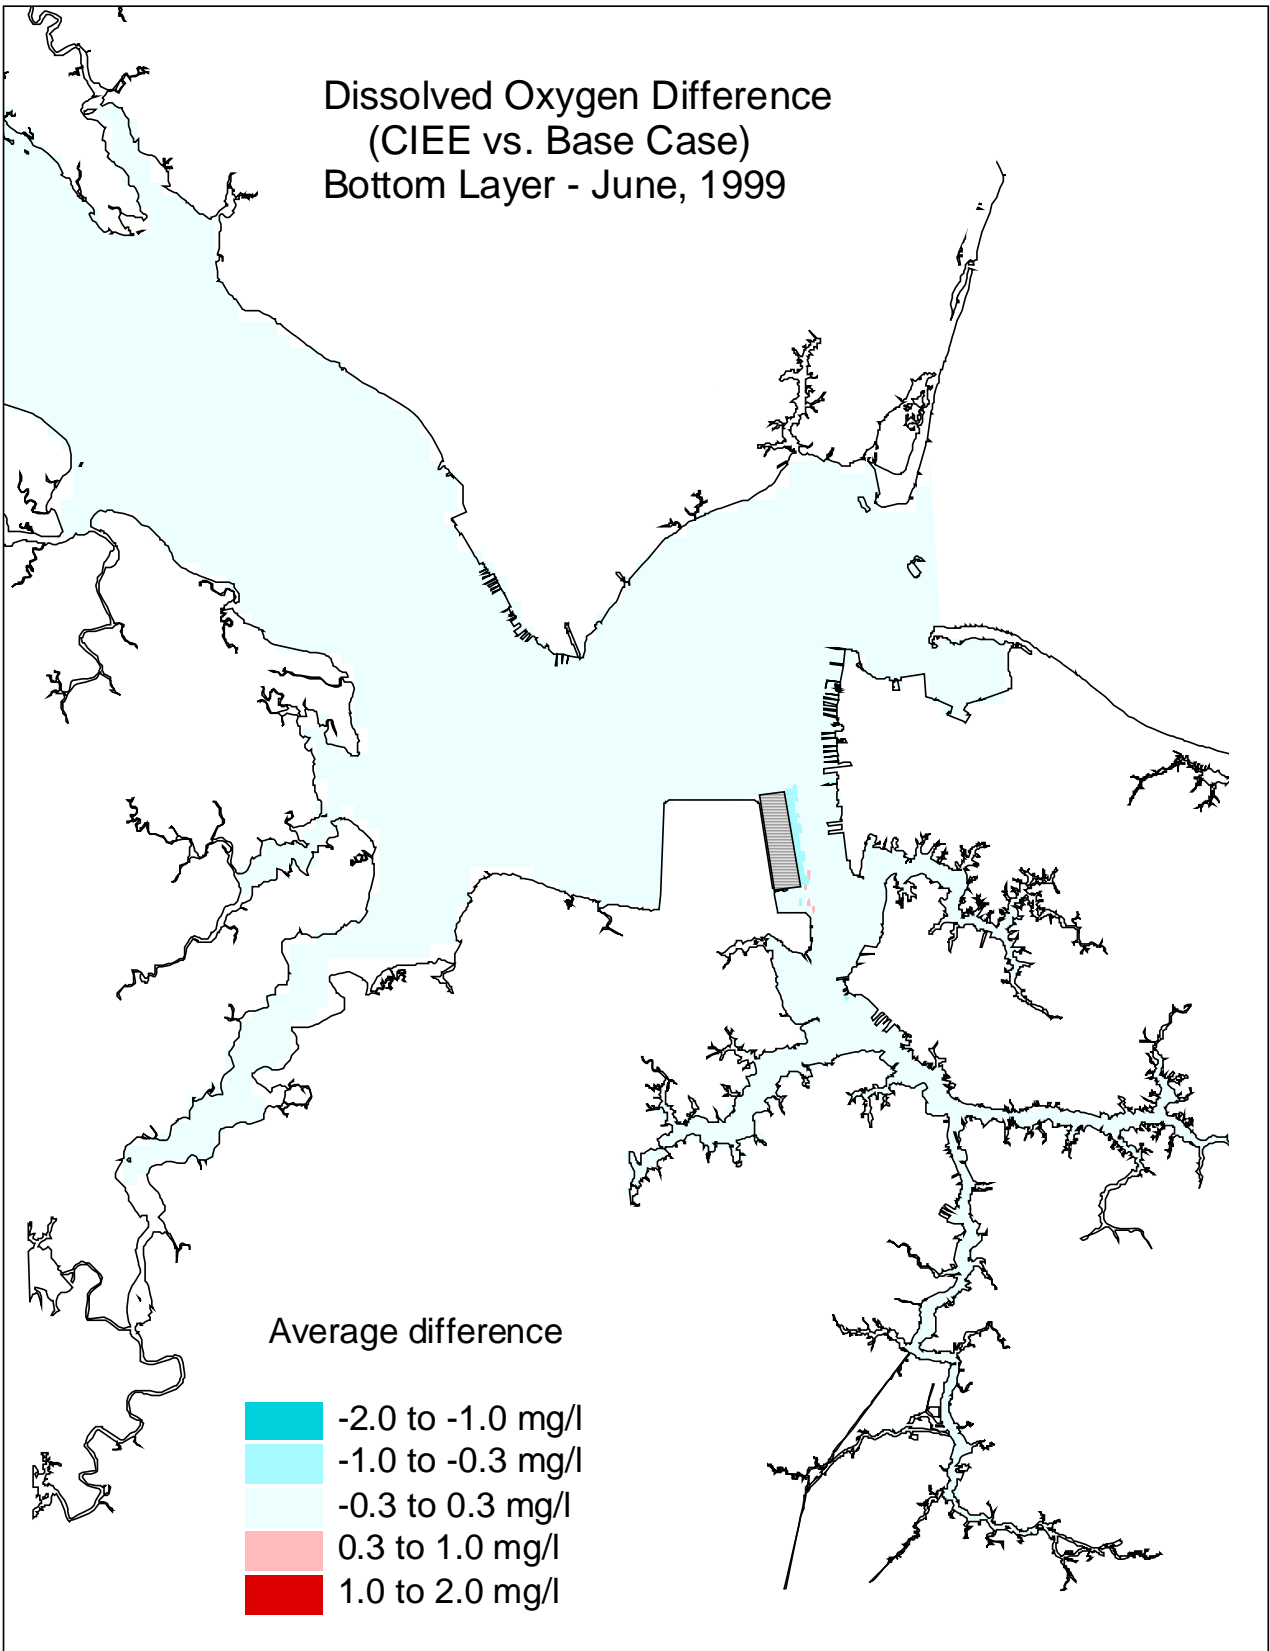 Dissolved Oxygen Difference
(CIEE vs. Base Case)
Bottom Layer - June, 1999
Average difference
-2.0 to -1.0 mg/l
-1.0 to -0.3 mg/l
-0.3 to 0.3 mg/l
0.3 to 1.0 mg/l
1.0 to 2.0 mg/l